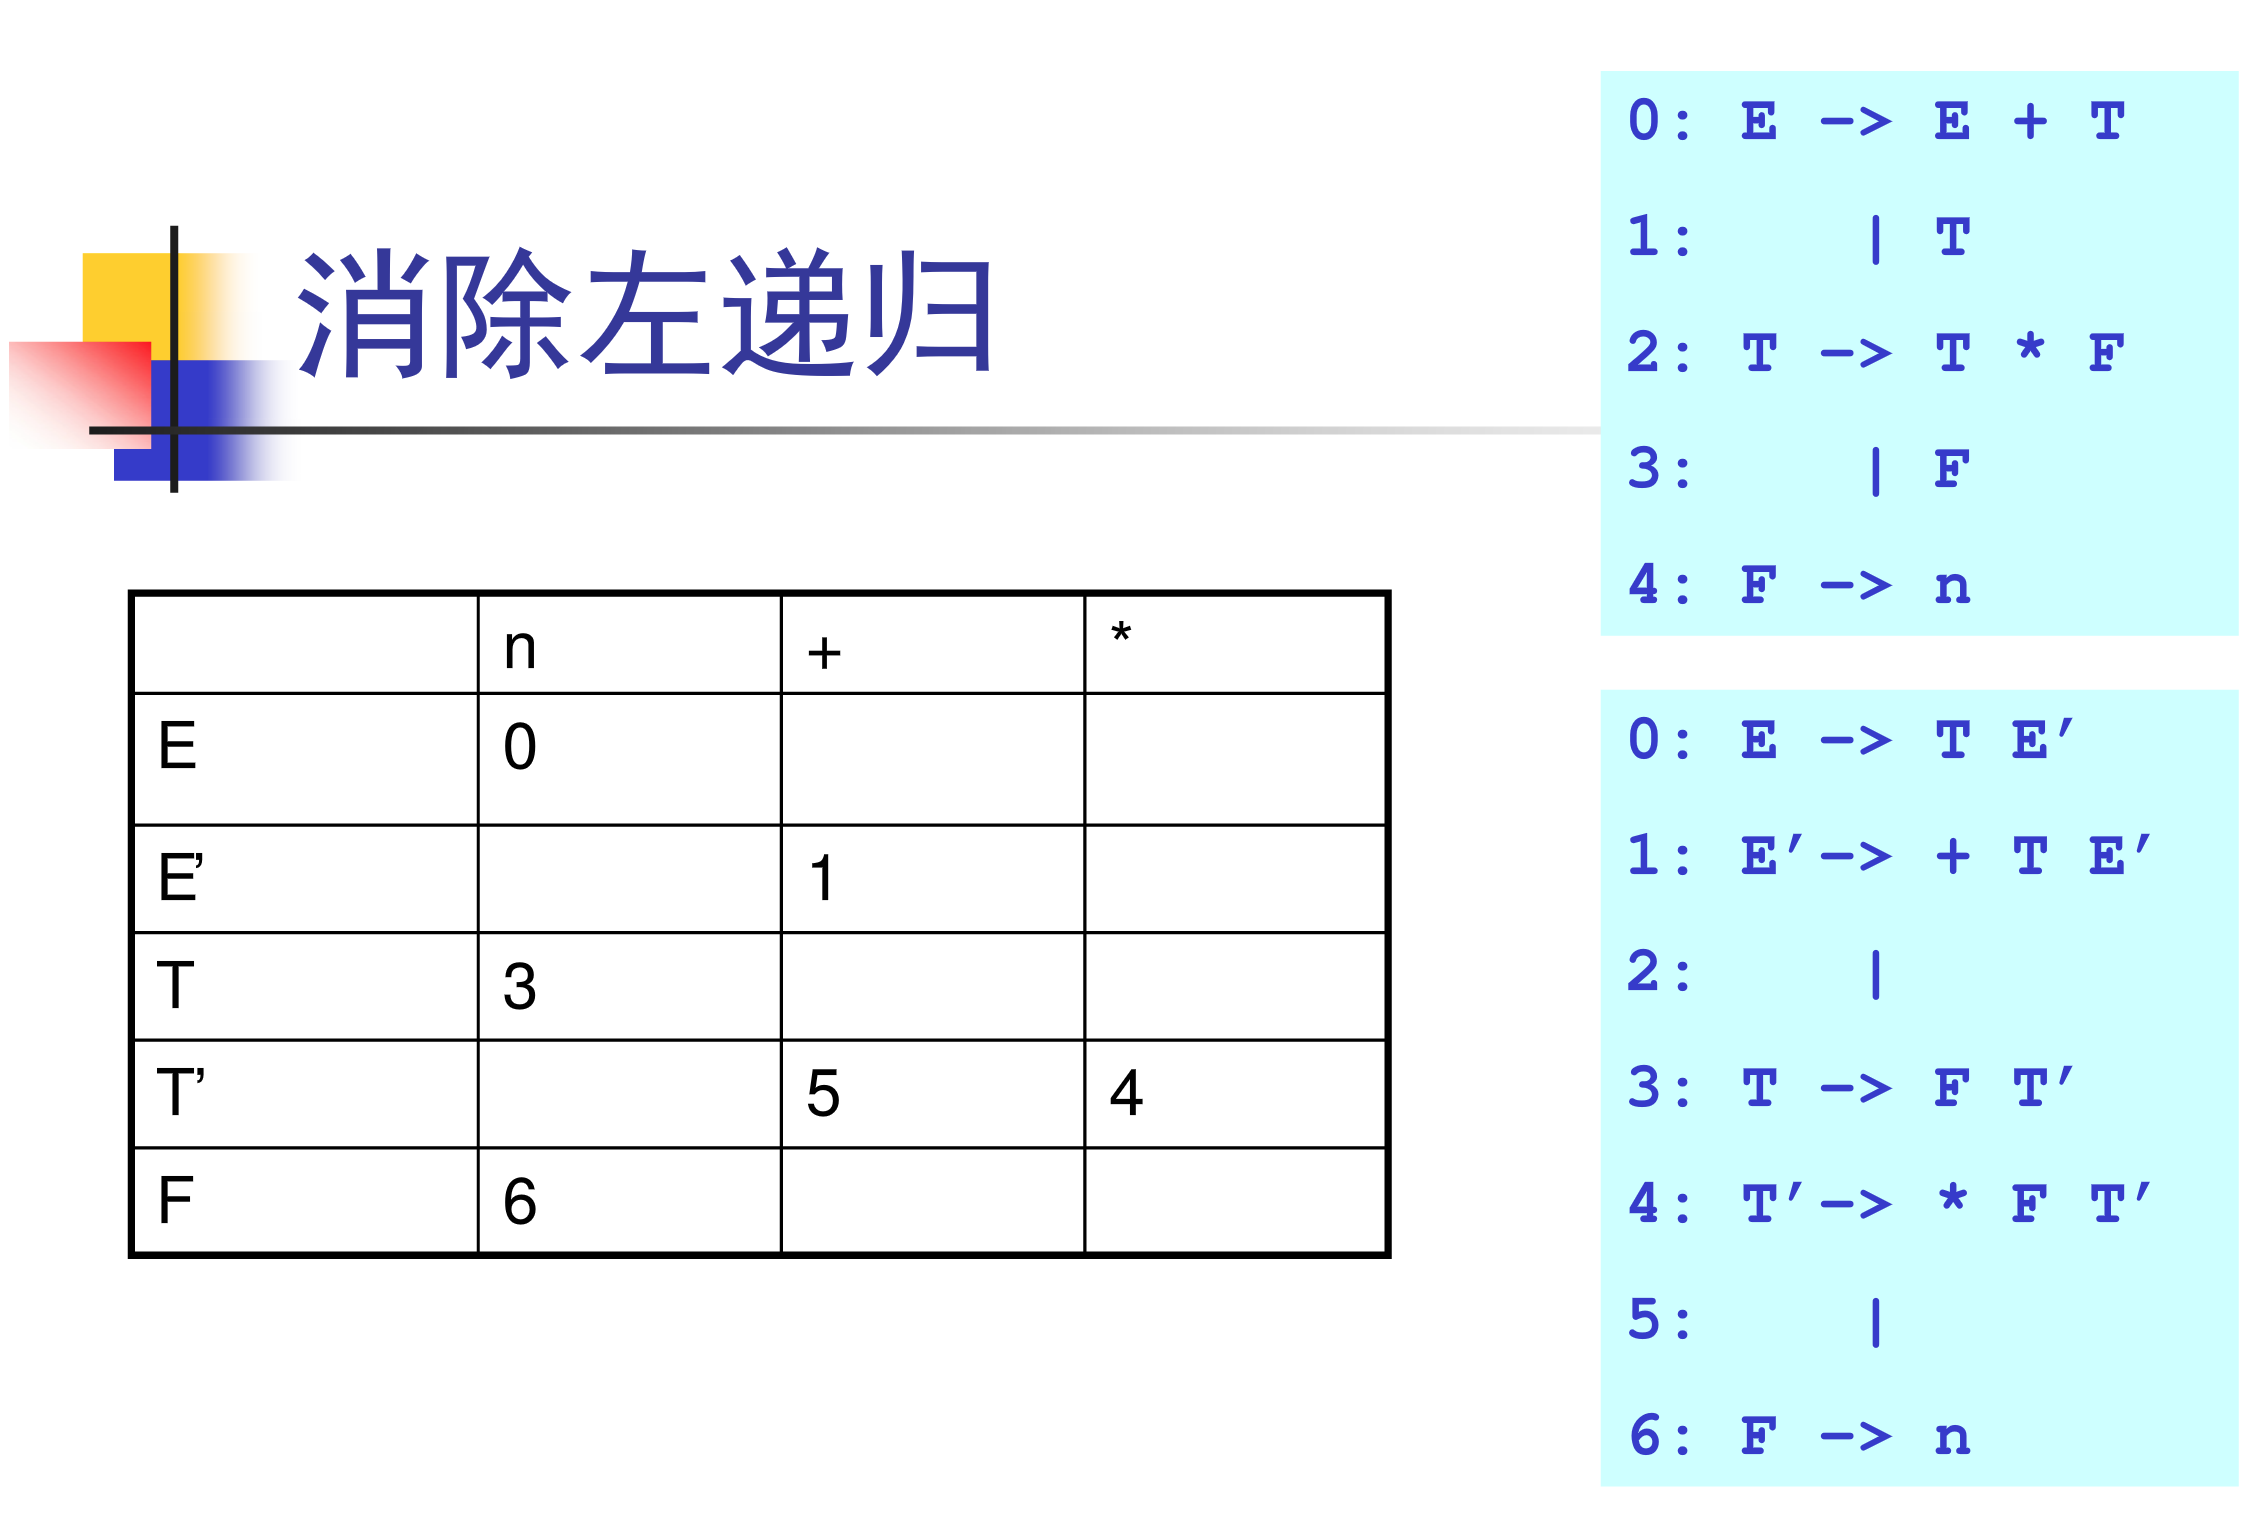 消除左递归
0: E -> E + T
1: | T
2: T -> T * F
3: | F
4: F -> n
n + *
E 0
E’ 1
T 3
T’ 5 4
F 6
0: E -> T E’
1: E’-> + T E’
2: |
3: T -> F T’
4: T’-> * F T’
5: |
6: F -> n